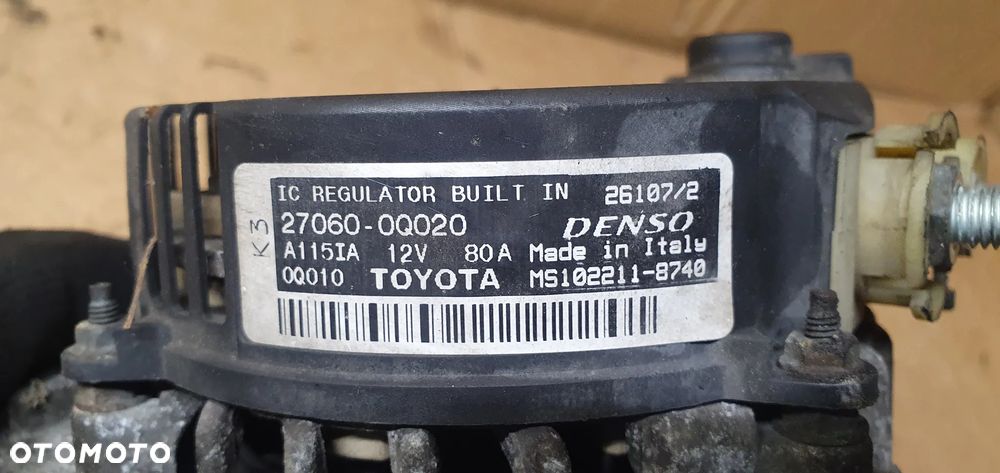 IC REGULATOR BUILT IN 26107/2
27060-0Q020 DENSO
A115IA 12V 80A Made in Italy
0Q010 TOYOTA MS102211-8740
K3
OTOMOTO